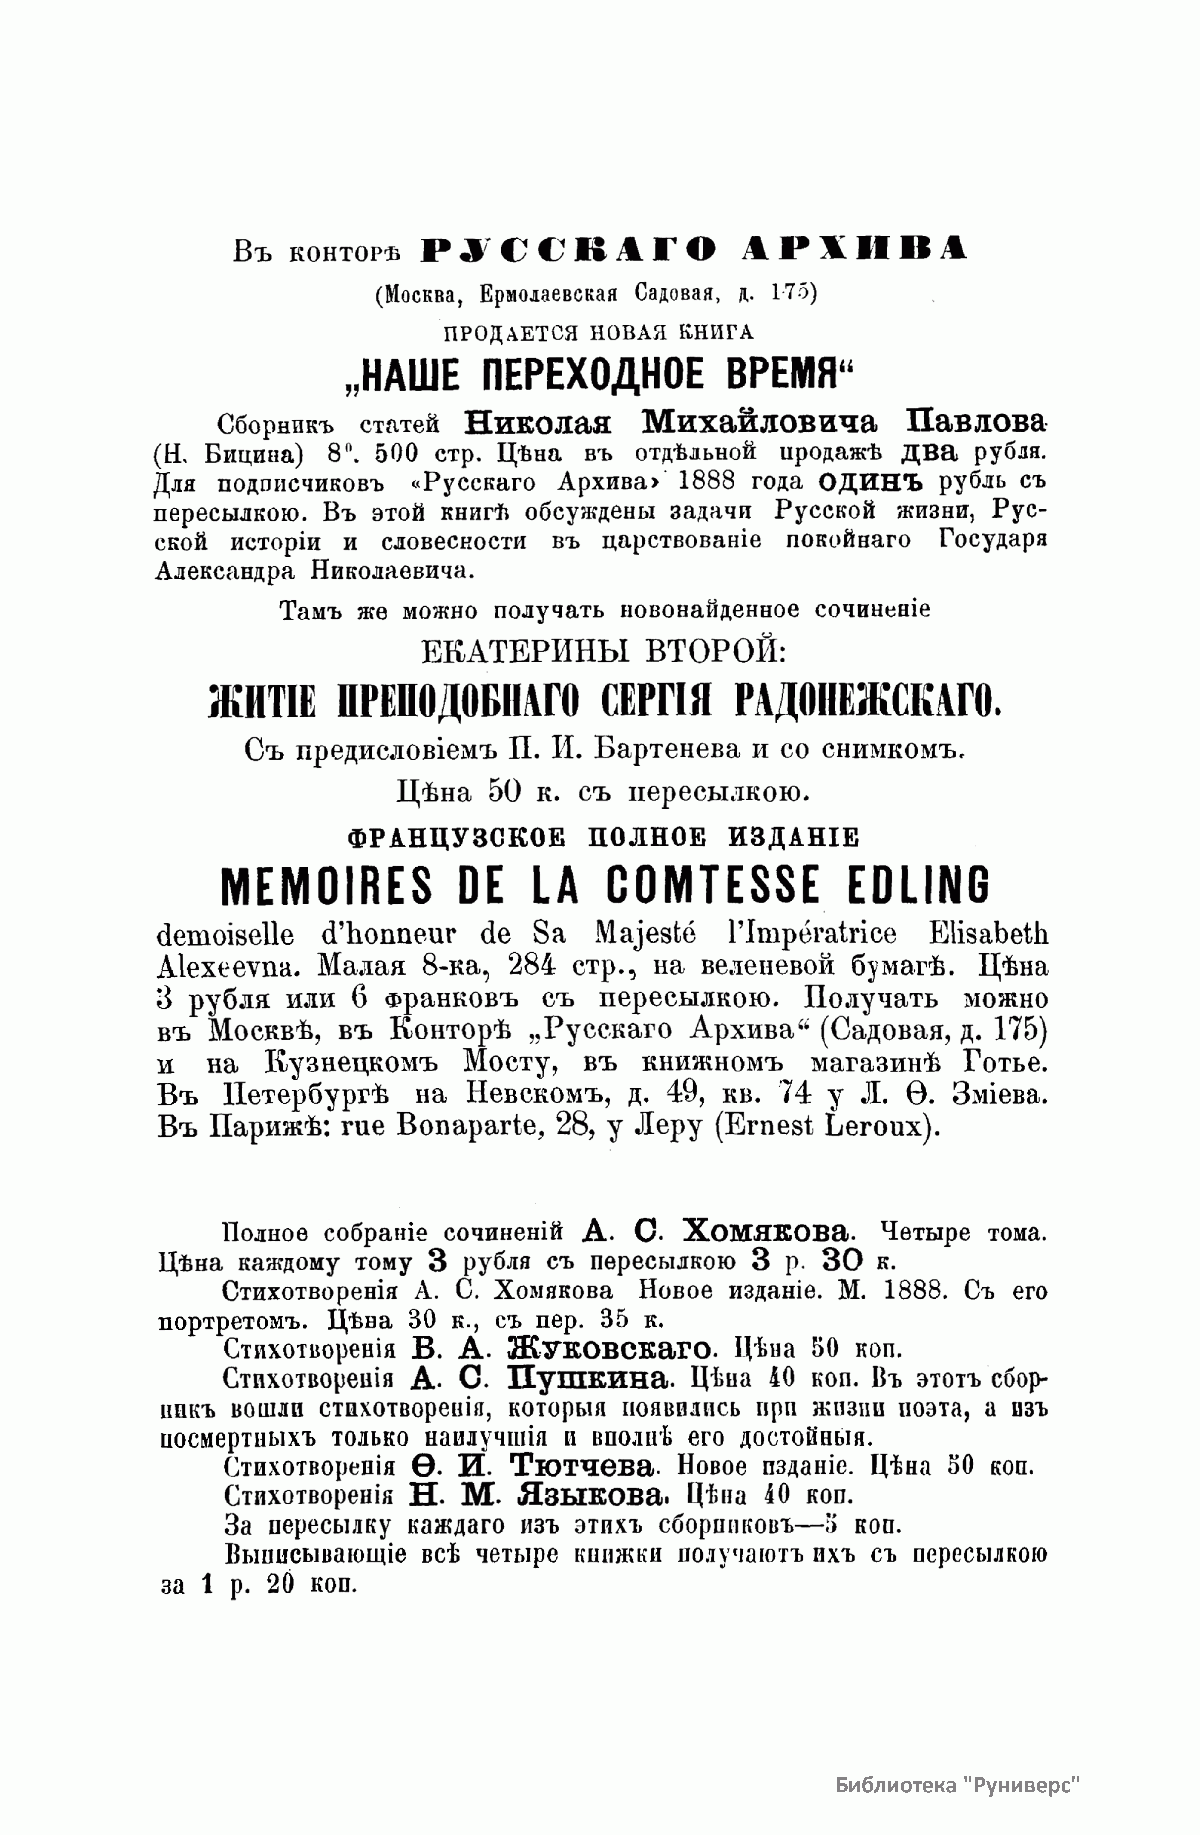 Въ конторѣ РУССКАГО АРХИВА
(Москва, Ермолаевская Садовая, д. 175)
ПРОДАЕТСЯ НОВАЯ КНИГА
„НАШЕ ПЕРЕХОДНОЕ ВРЕМЯ“
Сборникъ статей Николая Михайловича Павлова
(Н. Бицина) 8°. 500 стр. Цѣна въ отдѣльной продажѣ ДВА рубля.
Для подписчиковъ «Русскаго Архива» 1888 года ОДИНЪ рубль съ
пересылкою. Въ этой книгѣ обсуждены задачи Русской жизни, Рус-
ской исторіи и словесности въ царствованіе покойнаго Государя
Александра Николаевича.
Тамъ же можно получать новонайденное сочиненіе
ЕКАТЕРИНЫ ВТОРОЙ:
ЖИТІЕ ПРЕПОДОБНАГО СЕРГІЯ РАДОНЕЖСКАГО.
Съ предисловіемъ П. И. Бартенева и со снимкомъ.
Цѣна 50 к. съ пересылкою.
ФРАНЦУЗСКОЕ ПОЛНОЕ ИЗДАНІЕ
MEMOIRES DE LA COMTESSE EDLING
demoiselle d'honneur de Sa Majesté l'Impératrice Elisabeth
Alexeevna. Малая 8-ка, 284 стр., на веленевой бумагѣ. Цѣна
3 рубля или 6 франковъ съ пересылкою. Получать можно
въ Москвѣ, въ Конторѣ „Русскаго Архива“ (Садовая, д. 175)
и на Кузнецкомъ Мосту, въ книжномъ магазинѣ Готье.
Въ Петербургѣ на Невскомъ, д. 49, кв. 74 у Л. Ѳ. Зміева.
Въ Парижѣ: rue Bonaparte, 28, у Леру (Ernest Leroux).
Полное собраніе сочиненій А. С. Хомякова. Четыре тома.
Цѣна каждому тому 3 рубля съ пересылкою 3 р. 30 к.
Стихотворенія А. С. Хомякова Новое изданіе. М. 1888. Съ его
портретомъ. Цѣна 30 к., съ пер. 35 к.
Стихотворенія В. А. Жуковскаго. Цѣна 50 коп.
Стихотворенія А. С. Пушкина. Цѣна 40 коп. Въ этотъ сбор-
никъ вошли стихотворенія, которыя появились при жизни поэта, а изъ
посмертныхъ только наилучшія и вполнѣ его достойныя.
Стихотворенія Ѳ. И. Тютчева. Новое изданіе. Цѣна 50 коп.
Стихотворенія Н. М. Языкова. Цѣна 40 коп.
За пересылку каждаго изъ этихъ сборниковъ—5 коп.
Выписывающіе всѣ четыре книжки получаютъ ихъ съ пересылкою
за 1 р. 20 коп.
Библиотека "Руниверс"